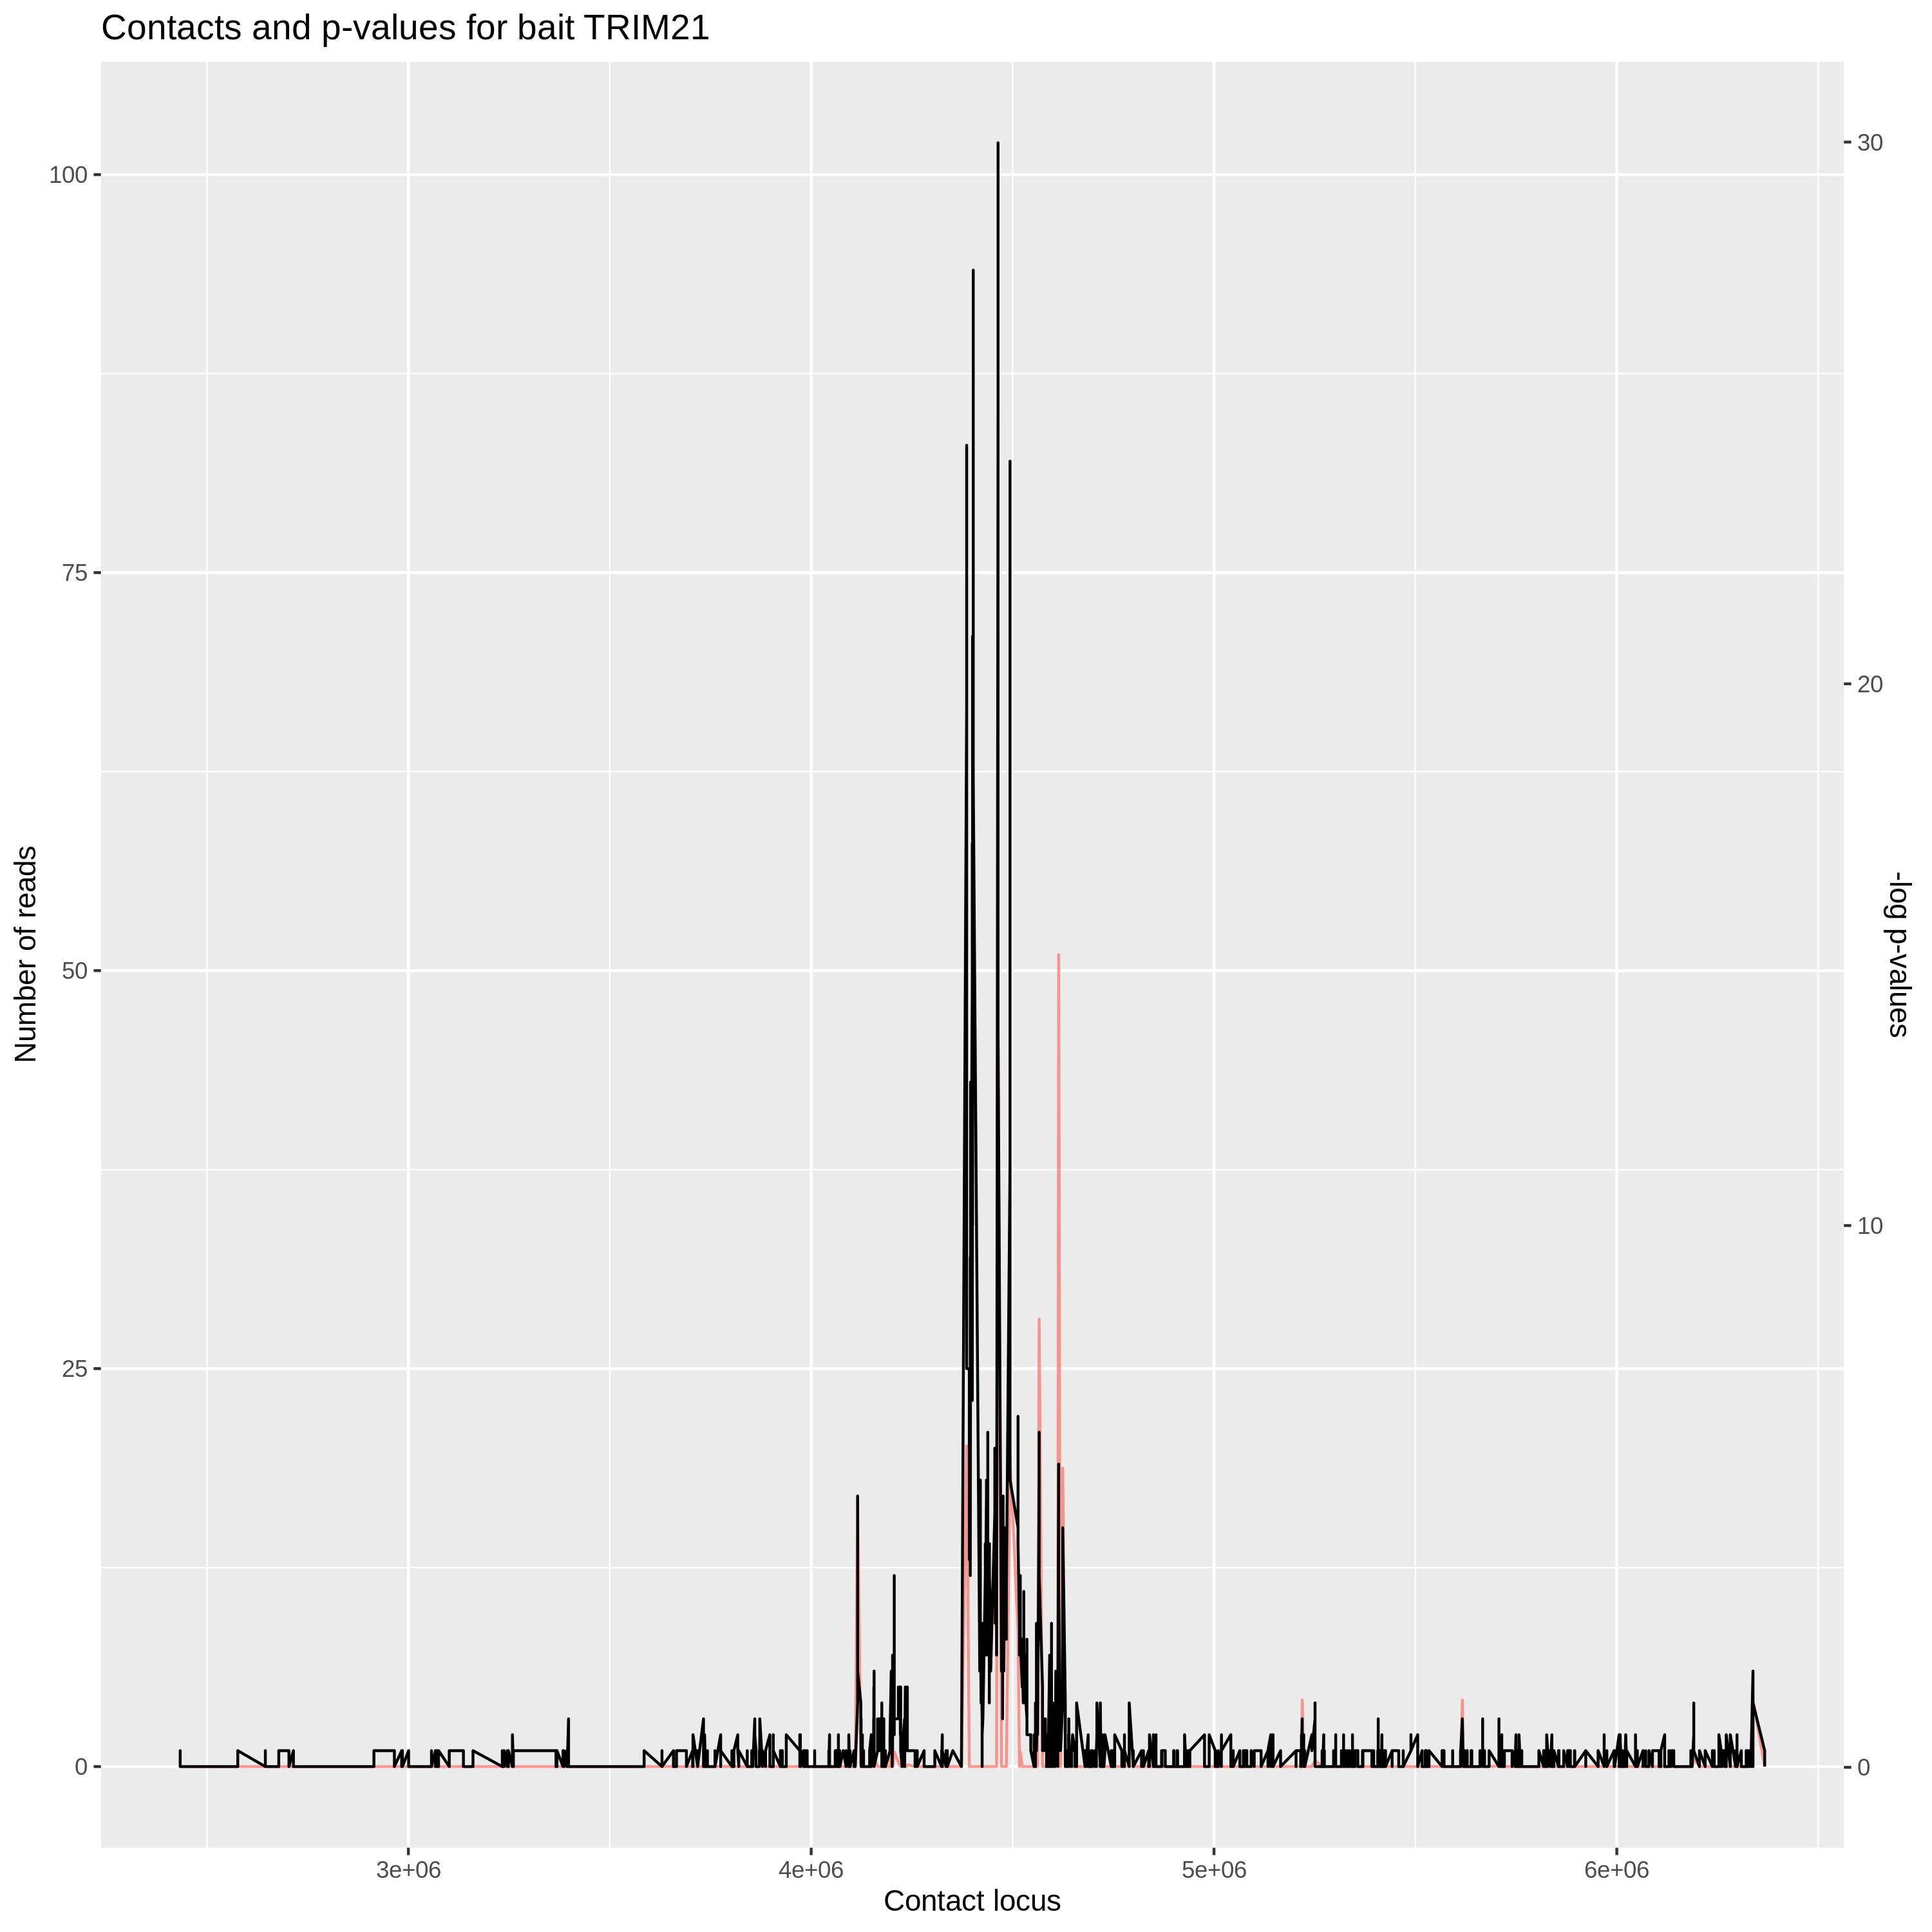 Contacts and p-values for bait TRIM21
100
75
50
25
0
Number of reads
30
20
10
0
-log p-values
3e+06
4e+06
5e+06
6e+06
Contact locus